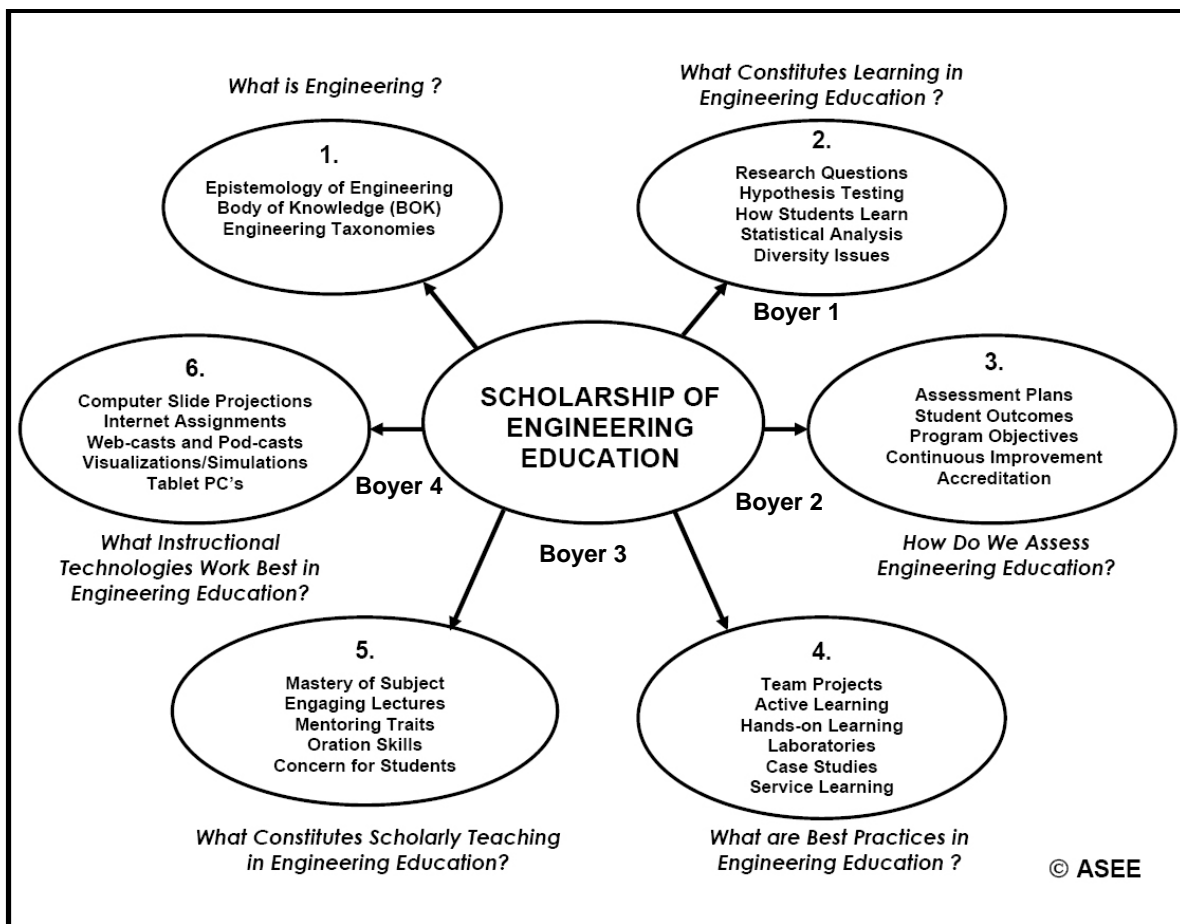 What is Engineering ?
1.
Epistemology of Engineering
Body of Knowledge (BOK)
Engineering Taxonomies
What Constitutes Learning in
Engineering Education ?
2.
Research Questions
Hypothesis Testing
How Students Learn
Statistical Analysis
Diversity Issues
Boyer 1
6.
Computer Slide Projections
Internet Assignments
Web-casts and Pod-casts
Visualizations/Simulations
Tablet PC's
What Instructional
Technologies Work Best in
Engineering Education?
Boyer 4
SCHOLARSHIP OF
ENGINEERING
EDUCATION
3.
Assessment Plans
Student Outcomes
Program Objectives
Continuous Improvement
Accreditation
Boyer 2
How Do We Assess
Engineering Education?
Boyer 3
5.
Mastery of Subject
Engaging Lectures
Mentoring Traits
Oration Skills
Concern for Students
What Constitutes Scholarly Teaching
in Engineering Education?
4.
Team Projects
Active Learning
Hands-on Learning
Laboratories
Case Studies
Service Learning
What are Best Practices in
Engineering Education ?
© ASEE